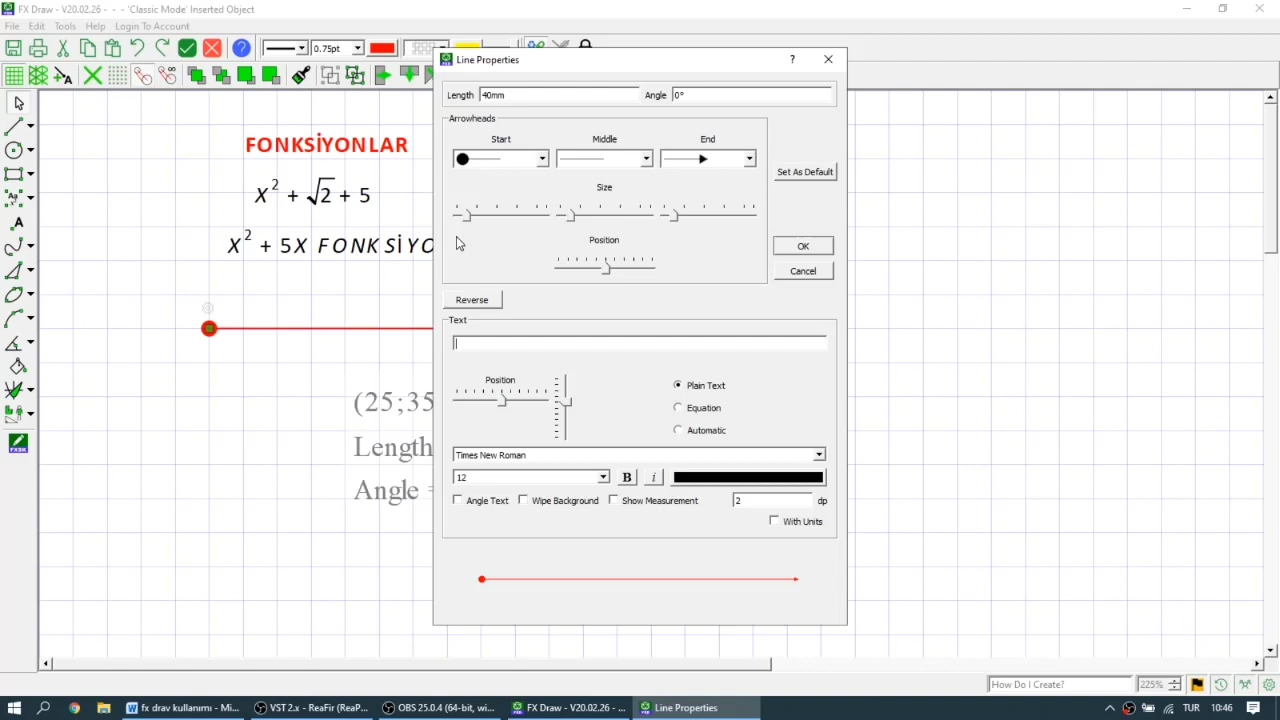 FX Draw - V20.02.26 - - - 'Classic Mode' Inserted Object
File Edit Tools Help Login To Account
0.75pt
Line Properties
?
Length 40mm Angle 0°
Arrowheads
Start Middle End
Set As Default
Size
Position
OK
Cancel
Reverse
Text
Position
Plain Text
Equation
Automatic
Times New Roman
12 B i
Angle Text Wipe Background Show Measurement 2 dp
With Units
FONKSİYONLAR
X² + √2 + 5
X² + 5X FONKSİYO
(25;35
Length
Angle =
A
FXSK
How Do I Create? 225%
fx drav kullanımı - Mi... VST 2.x - ReaFir (ReaP... OBS 25.0.4 (64-bit, wi... FX Draw - V20.02.26 - ... Line Properties TUR 10:46